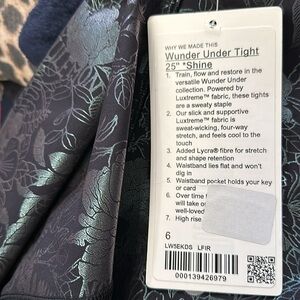 WHY WE MADE THIS
Wunder Under Tight
25" *Shine
1. Train, flow and restore in the
versatile Wunder Under
collection. Powered by
Luxtreme™ fabric, these tights
are a sweaty staple
2. Our slick and supportive
Luxtreme™ fabric is
sweat-wicking, four-way
stretch, and feels cool to the
touch
3. Added Lycra® fibre for stretch
and shape retention
4. Waistband lies flat and won't
dig in
5. Waistband pocket holds your
key or card
6. Over time
will take on
well-loved
7. High rise
6
LW5EKDS LFIR
000139426979